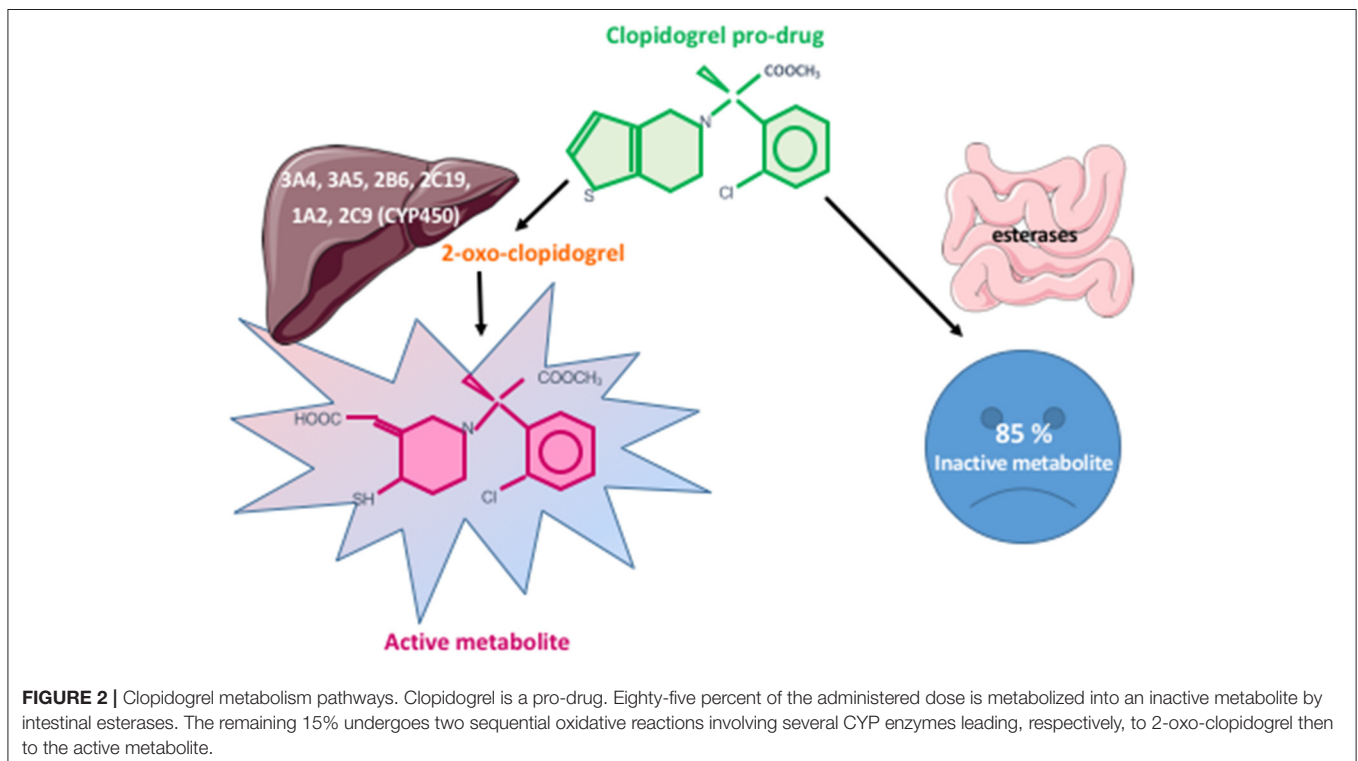 Clopidogrel pro-drug
COOCH₃
N
S
Cl
3A4, 3A5, 2B6, 2C19,
1A2, 2C9 (CYP450)
2-oxo-clopidogrel
esterases
COOCH₃
HOOC
N
SH
Cl
85 %
Inactive metabolite
Active metabolite
FIGURE 2 | Clopidogrel metabolism pathways. Clopidogrel is a pro-drug. Eighty-five percent of the administered dose is metabolized into an inactive metabolite by
intestinal esterases. The remaining 15% undergoes two sequential oxidative reactions involving several CYP enzymes leading, respectively, to 2-oxo-clopidogrel then
to the active metabolite.